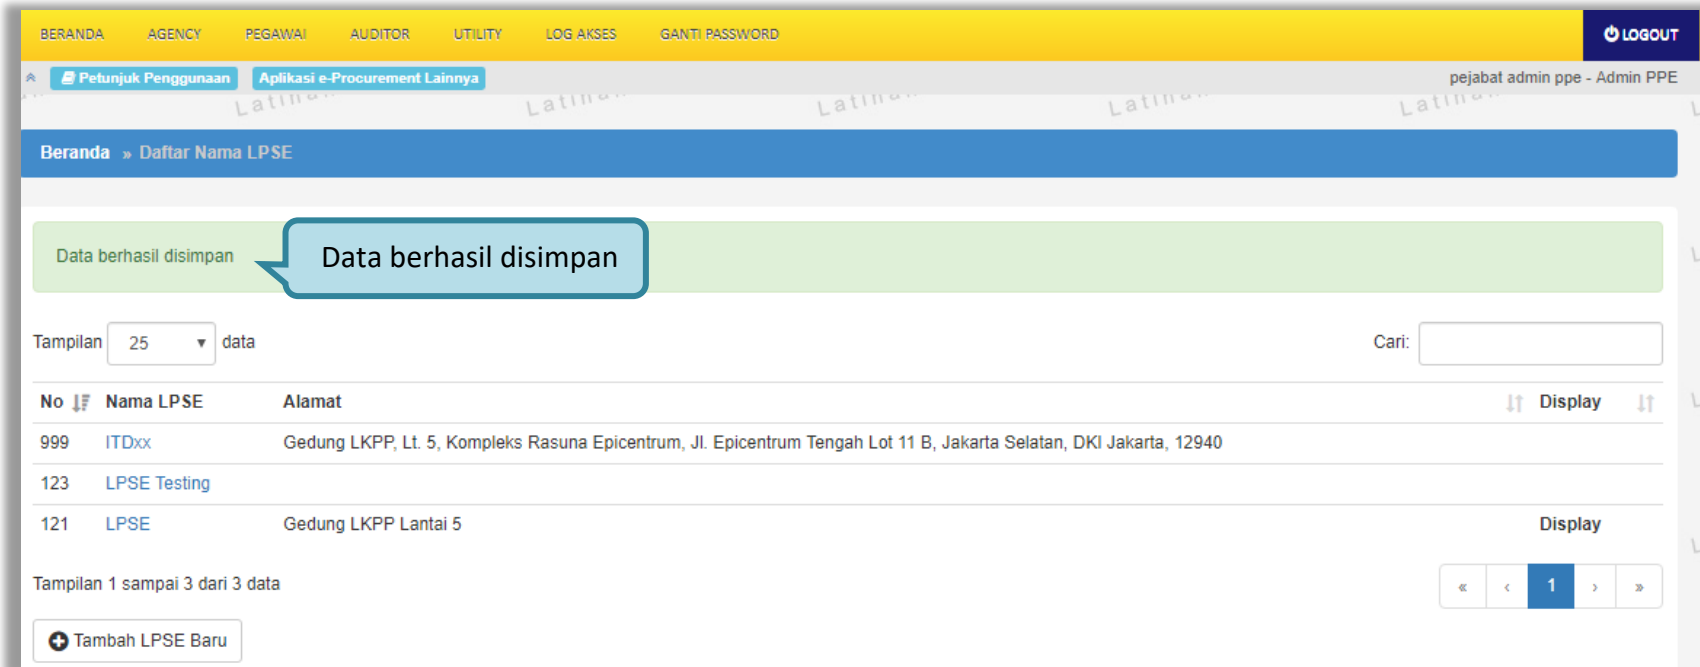 BERANDA AGENCY PEGAWAI AUDITOR UTILITY LOG AKSES GANTI PASSWORD LOGOUT
Petunjuk Penggunaan Aplikasi e-Procurement Lainnya pejabat admin ppe - Admin PPE
Beranda » Daftar Nama LPSE
Data berhasil disimpan
Data berhasil disimpan
Tampilan 25 data Cari:
No Nama LPSE Alamat Display
999 ITDxx Gedung LKPP, Lt. 5, Kompleks Rasuna Epicentrum, Jl. Epicentrum Tengah Lot 11 B, Jakarta Selatan, DKI Jakarta, 12940
123 LPSE Testing
121 LPSE Gedung LKPP Lantai 5 Display
Tampilan 1 sampai 3 dari 3 data « ‹ 1 › »
Tambah LPSE Baru